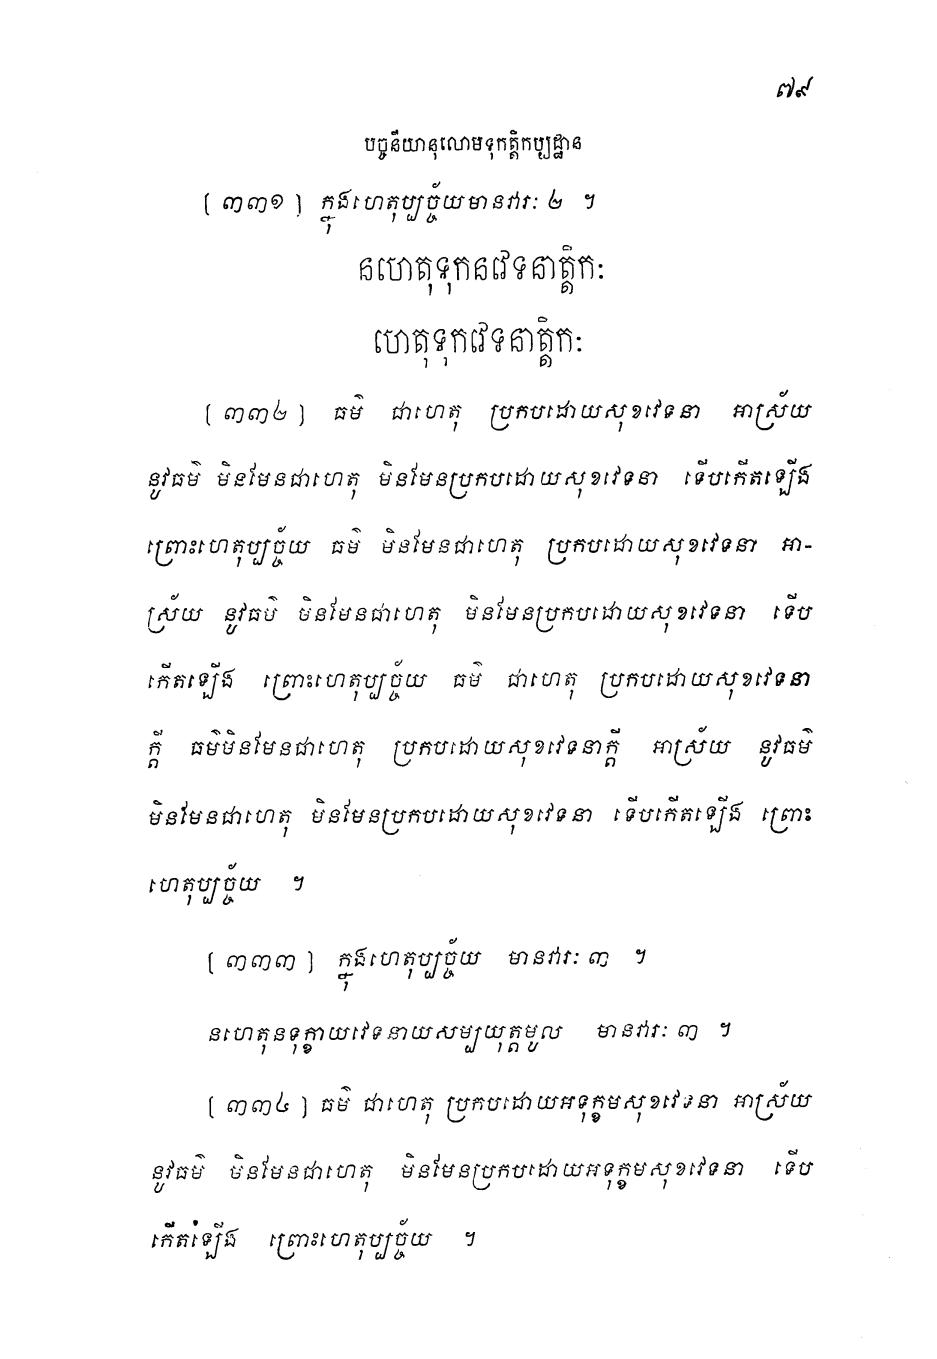 ៧៩
បច្ចនីយានុលោមទុកត្តិកប្បដ្ឋាន
[ ៣៣១ ] ក្នុងហេតុប្បច្ច័យមានវារៈ ២ ។
នហេតុទុកនវេទនាត្តិកៈ
ហេតុទុកវេទនាត្តិកៈ
[ ៣៣២ ] ធម៌ ជាហេតុ ប្រកបដោយសុខវេទនា អាស្រ័យ
នូវធម៌ មិនមែនជាហេតុ មិនមែនប្រកបដោយសុខវេទនា ទើបកើតឡើង
ព្រោះហេតុប្បច្ច័យ ធម៌ មិនមែនជាហេតុ ប្រកបដោយសុខវេទនា អា-
ស្រ័យ នូវធម៌ មិនមែនជាហេតុ មិនមែនប្រកបដោយសុខវេទនា ទើប
កើតឡើង ព្រោះហេតុប្បច្ច័យ ធម៌ ជាហេតុ ប្រកបដោយសុខវេទនា
ក្តី ធម៌មិនមែនជាហេតុ ប្រកបដោយសុខវេទនាក្តី អាស្រ័យ នូវធម៌
មិនមែនជាហេតុ មិនមែនប្រកបដោយសុខវេទនា ទើបកើតឡើង ព្រោះ
ហេតុប្បច្ច័យ ។
[ ៣៣៣ ] ក្នុងហេតុប្បច្ច័យ មានវារៈ ៣ ។
នហេតុនទុក្ខាយវេទនាយសម្បយុត្តមូល មានវារៈ ៣ ។
[ ៣៣៤ ] ធម៌ ជាហេតុ ប្រកបដោយអទុក្ខមសុខវេទនា អាស្រ័យ
នូវធម៌ មិនមែនជាហេតុ មិនមែនប្រកបដោយអទុក្ខមសុខវេទនា ទើប
កើតឡើង ព្រោះហេតុប្បច្ច័យ ។